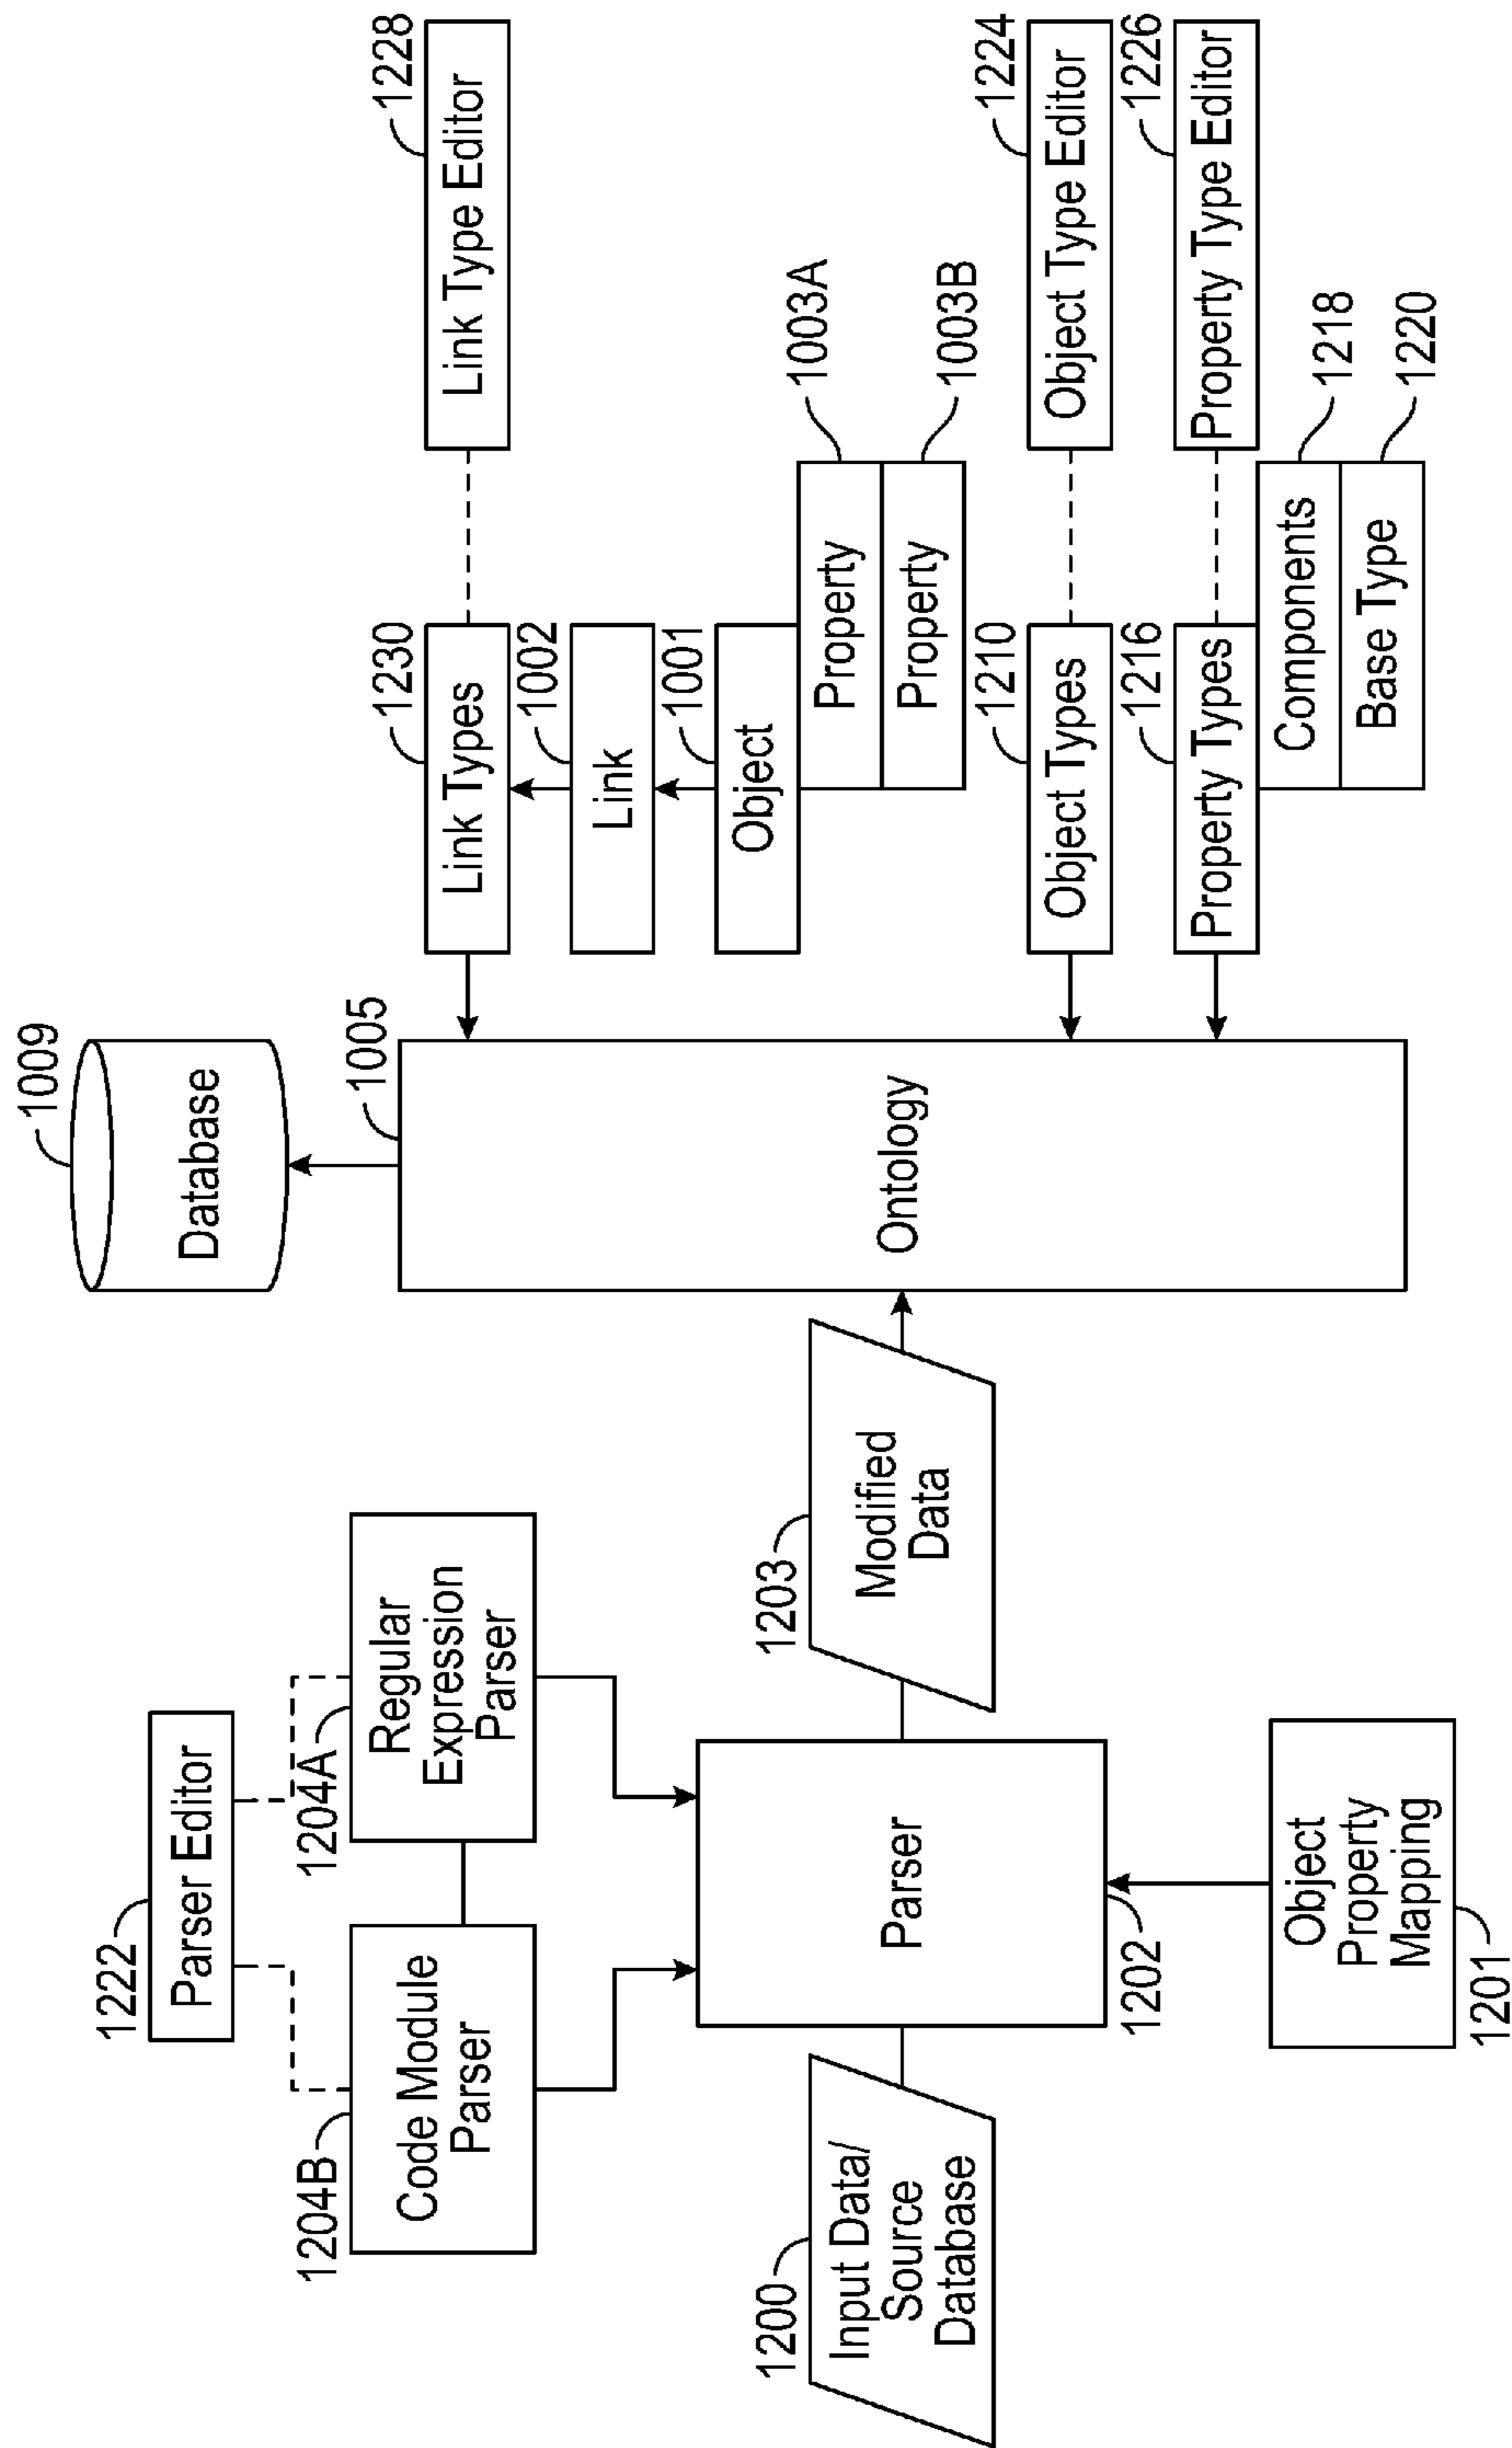 1222
Parser Editor
1204B
Code Module
Parser
1204A
Regular
Expression
Parser
1200
Input Data/
Source
Database
Parser
1202
Object
Property
Mapping
1201
1203
Modified
Data
1009
Database
1005
Ontology
1230
Link Types
1228
Link Type Editor
1002
Link
1001
Object
Property
1003A
Property
1003B
1210
Object Types
1224
Object Type Editor
1216
Property Types
1226
Property Type Editor
Components
1218
Base Type
1220